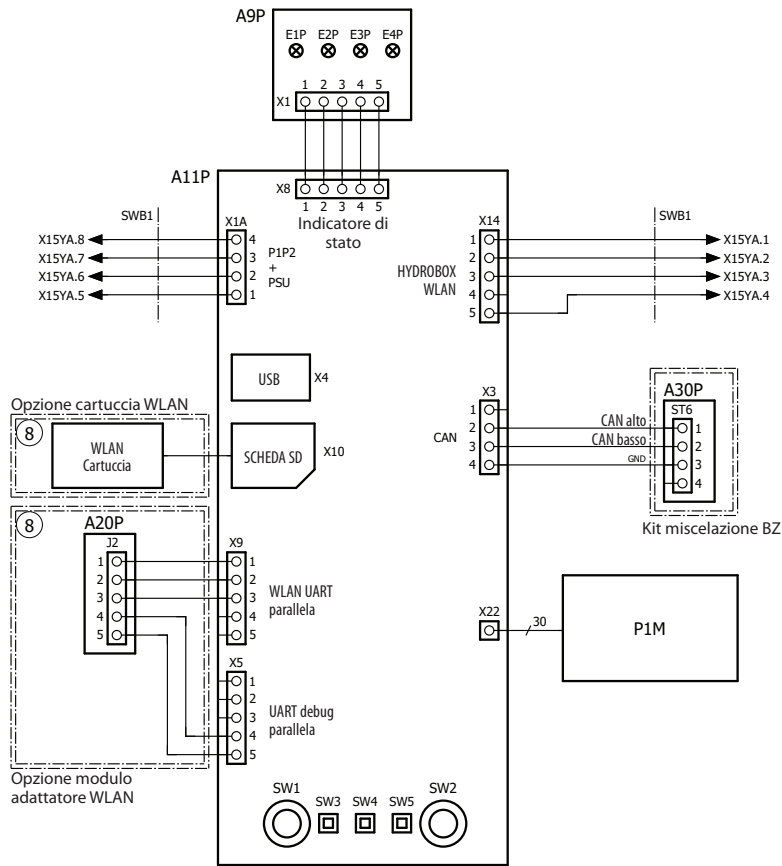 A9P
E1P E2P E3P E4P
1 2 3 4 5
X1
A11P
X8
1 2 3 4 5
Indicatore di
stato
SWB1
X1A
X15YA.8 4
X15YA.7 3
X15YA.6 2
X15YA.5 1
P1P2
+
PSU
X14
SWB1
1 X15YA.1
2 X15YA.2
3 X15YA.3
4 X15YA.4
5
HYDROBOX
WLAN
USB X4
Opzione cartuccia WLAN
8
WLAN
Cartuccia
SCHEDA SD X10
X3
CAN
1
2
3
4
CAN alto
CAN basso
GND
A30P
ST6
1
2
3
4
Kit miscelazione BZ
8
A20P
J2
1
2
3
4
5
X9
1
2
3
4
5
WLAN UART
parallela
X5
1
2
3
4
5
UART debug
parallela
X22
30
P1M
Opzione modulo
adattatore WLAN
SW1 SW3 SW4 SW5 SW2